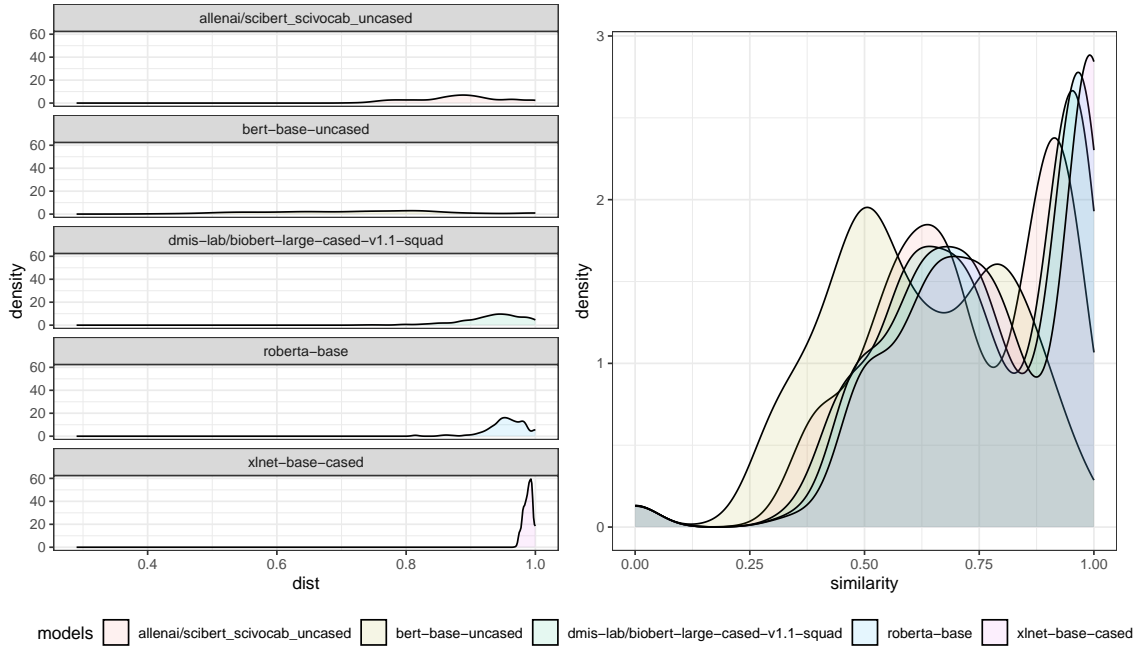 allenai/scibert_scivocab_uncased
60
40
20
0
bert−base−uncased
60
40
20
0
dmis−lab/biobert−large−cased−v1.1−squad
60
40
20
0
roberta−base
60
40
20
0
xlnet−base−cased
60
40
20
0
density
0.4 0.6 0.8 1.0
dist
3
2
1
0
density
0.00 0.25 0.50 0.75 1.00
similarity
models allenai/scibert_scivocab_uncased bert−base−uncased dmis−lab/biobert−large−cased−v1.1−squad roberta−base xlnet−base−cased